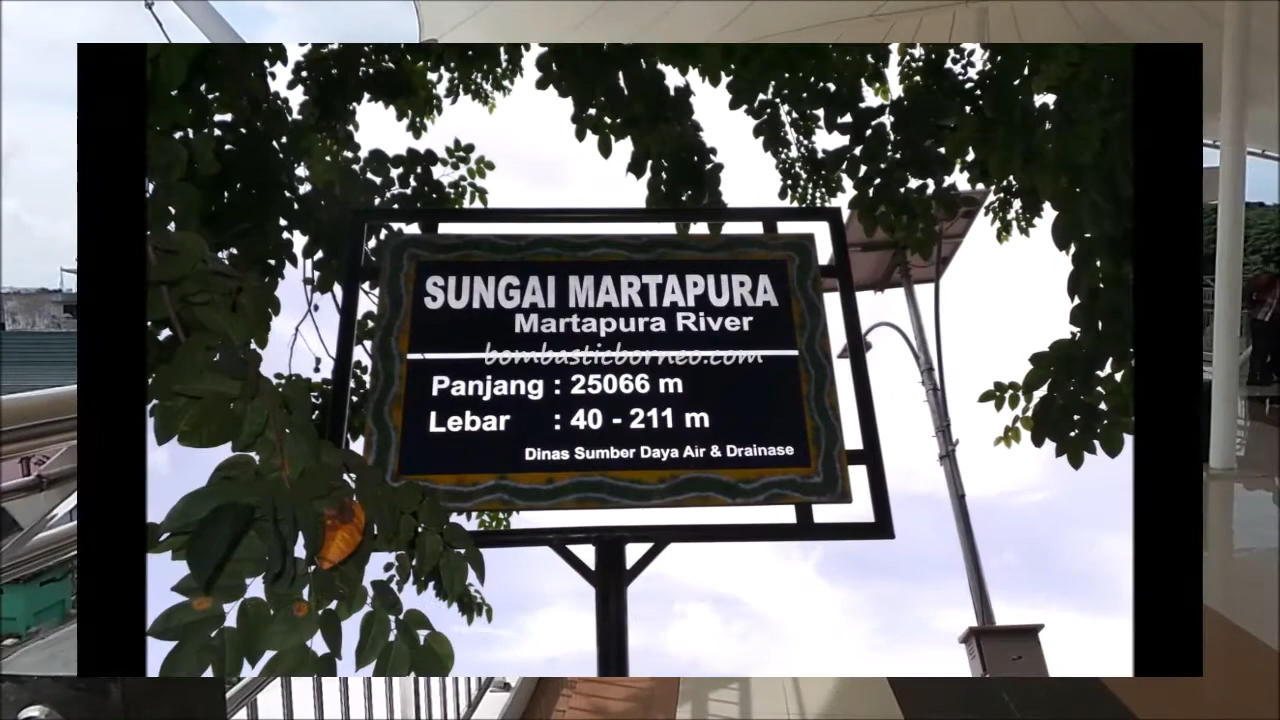 SUNGAI MARTAPURA
Martapura River
bombasticborneo.com
Panjang : 25066 m
Lebar : 40 - 211 m
Dinas Sumber Daya Air & Drainase